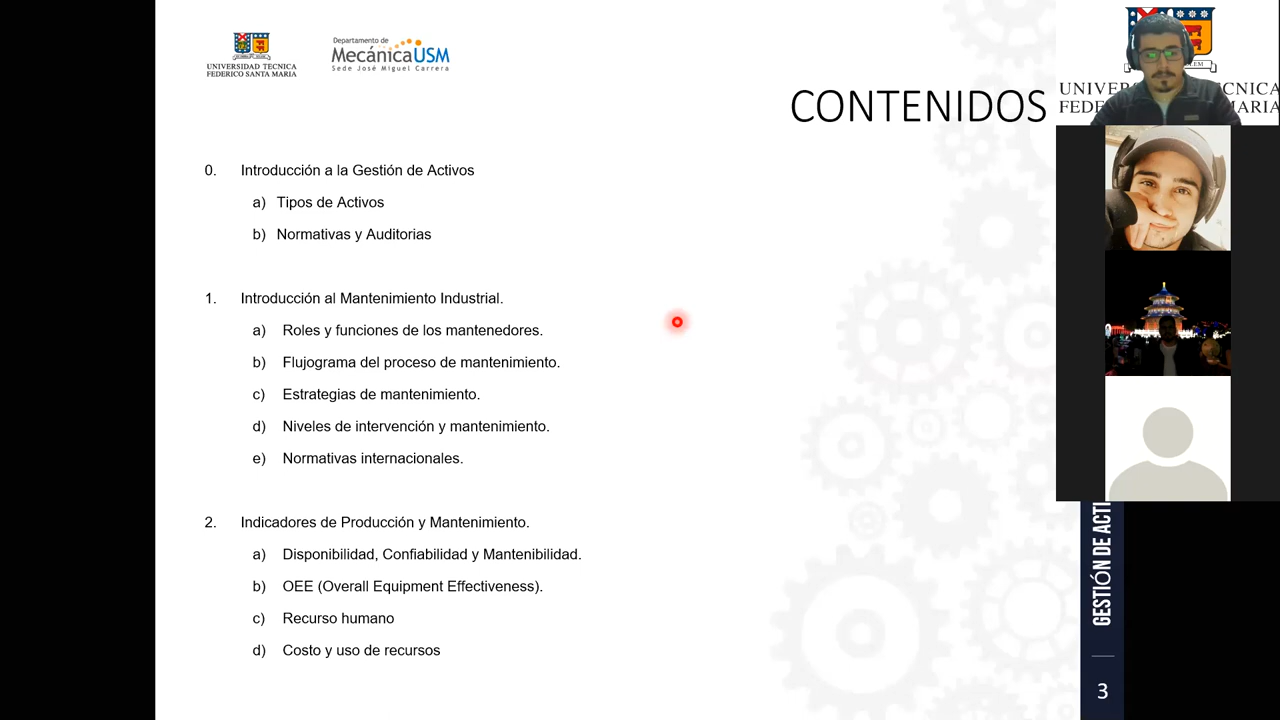 UNIVERSIDAD TECNICA
FEDERICO SANTA MARIA
Departamento de
MecánicaUSM
Sede José Miguel Carrera
CONTENIDOS
0. Introducción a la Gestión de Activos
a) Tipos de Activos
b) Normativas y Auditorias
1. Introducción al Mantenimiento Industrial.
a) Roles y funciones de los mantenedores.
b) Flujograma del proceso de mantenimiento.
c) Estrategias de mantenimiento.
d) Niveles de intervención y mantenimiento.
e) Normativas internacionales.
2. Indicadores de Producción y Mantenimiento.
a) Disponibilidad, Confiabilidad y Mantenibilidad.
b) OEE (Overall Equipment Effectiveness).
c) Recurso humano
d) Costo y uso de recursos
GESTIÓN DE ACTI
3